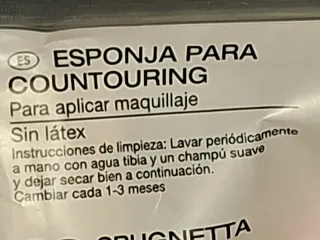 ES ESPONJA PARA
COUNTOURING
Para aplicar maquillaje
Sin látex
Instrucciones de limpieza: Lavar periódicamente
a mano con agua tibia y un champú suave
y dejar secar bien a continuación.
Cambiar cada 1-3 meses
SPUGNETTA